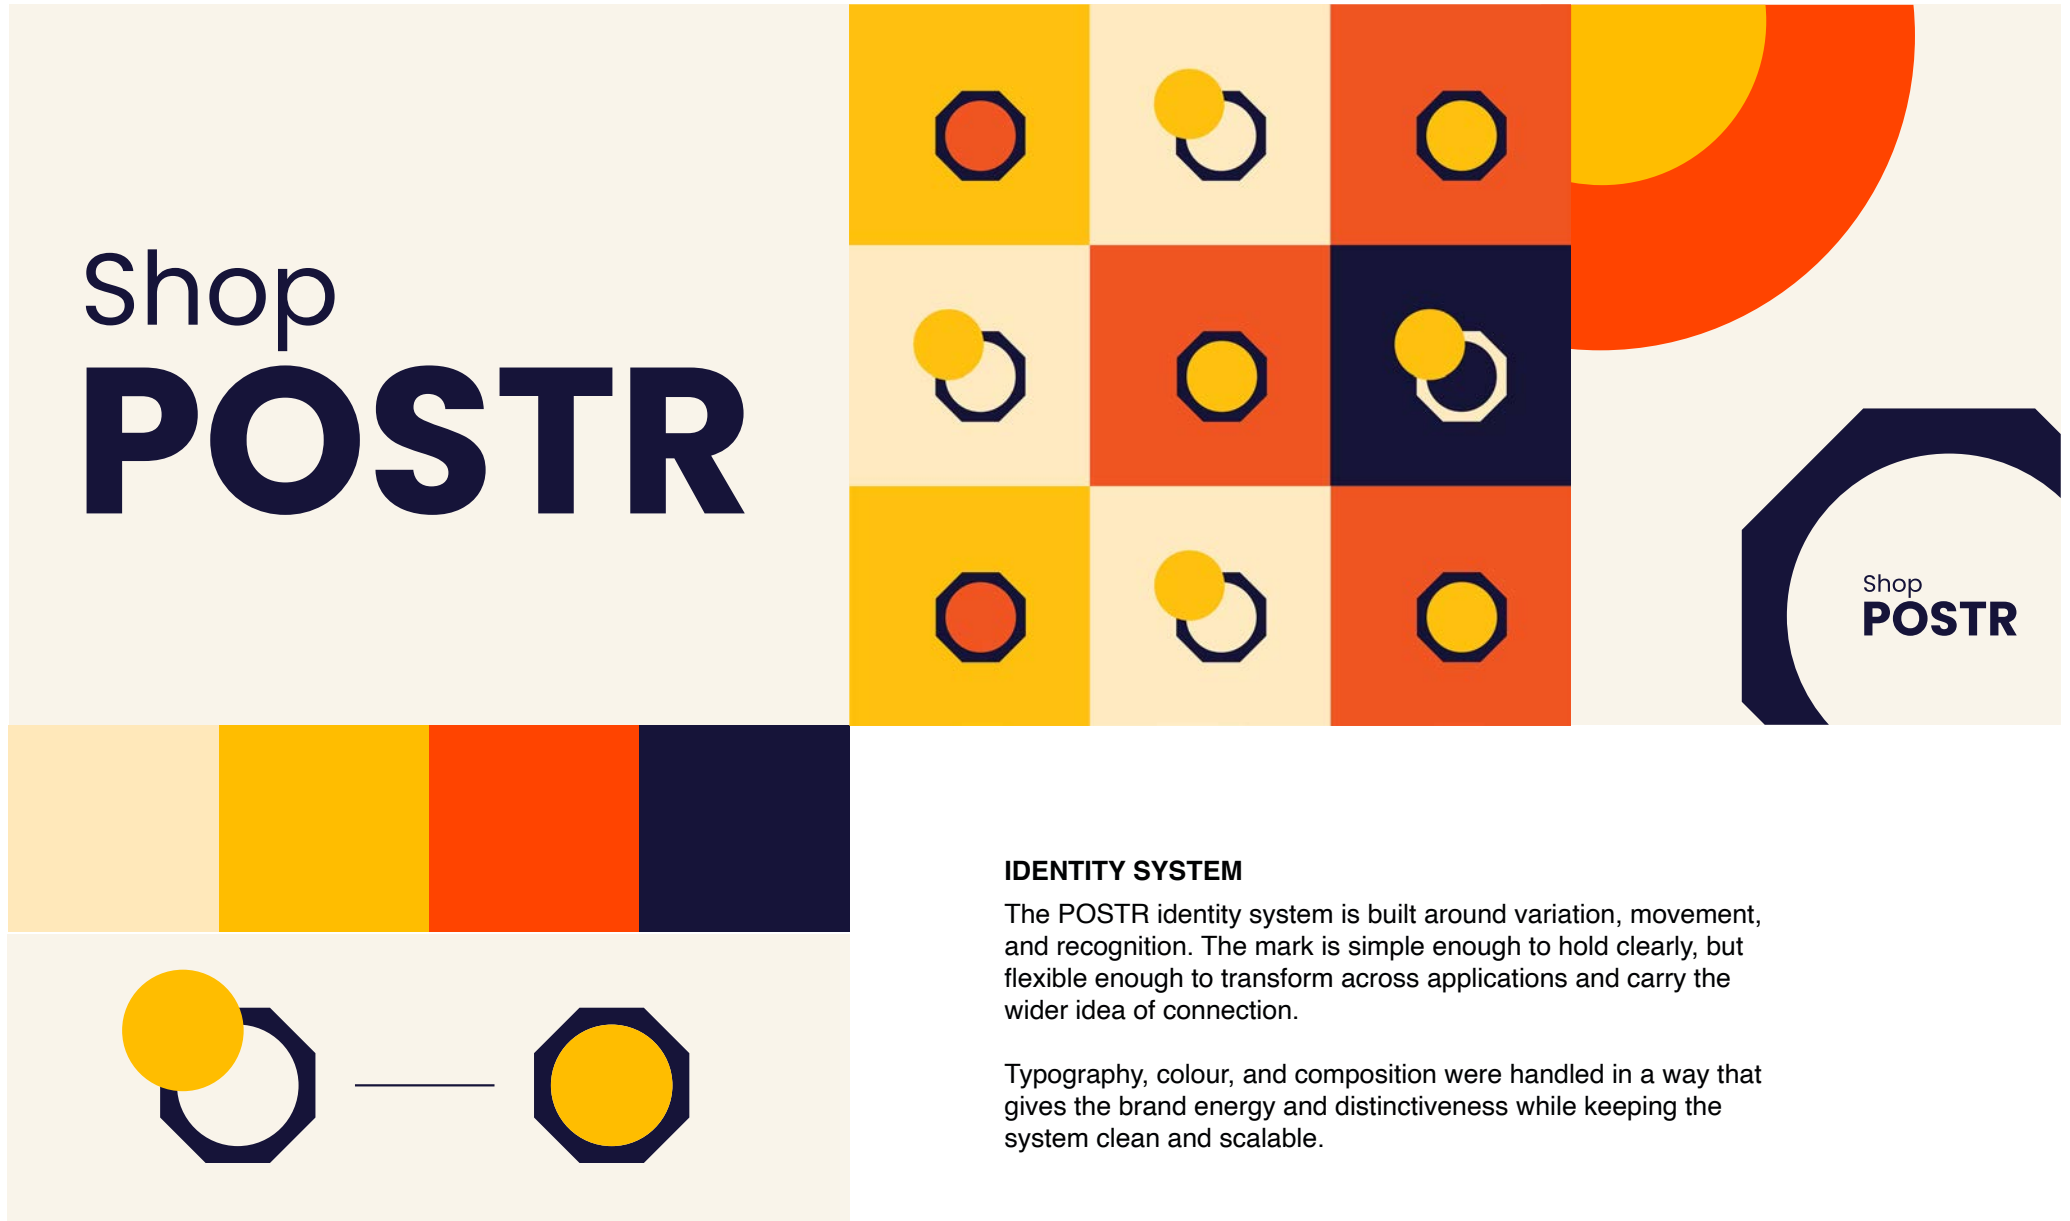 Shop
POSTR
Shop
POSTR
IDENTITY SYSTEM
The POSTR identity system is built around variation, movement,
and recognition. The mark is simple enough to hold clearly, but
flexible enough to transform across applications and carry the
wider idea of connection.
Typography, colour, and composition were handled in a way that
gives the brand energy and distinctiveness while keeping the
system clean and scalable.